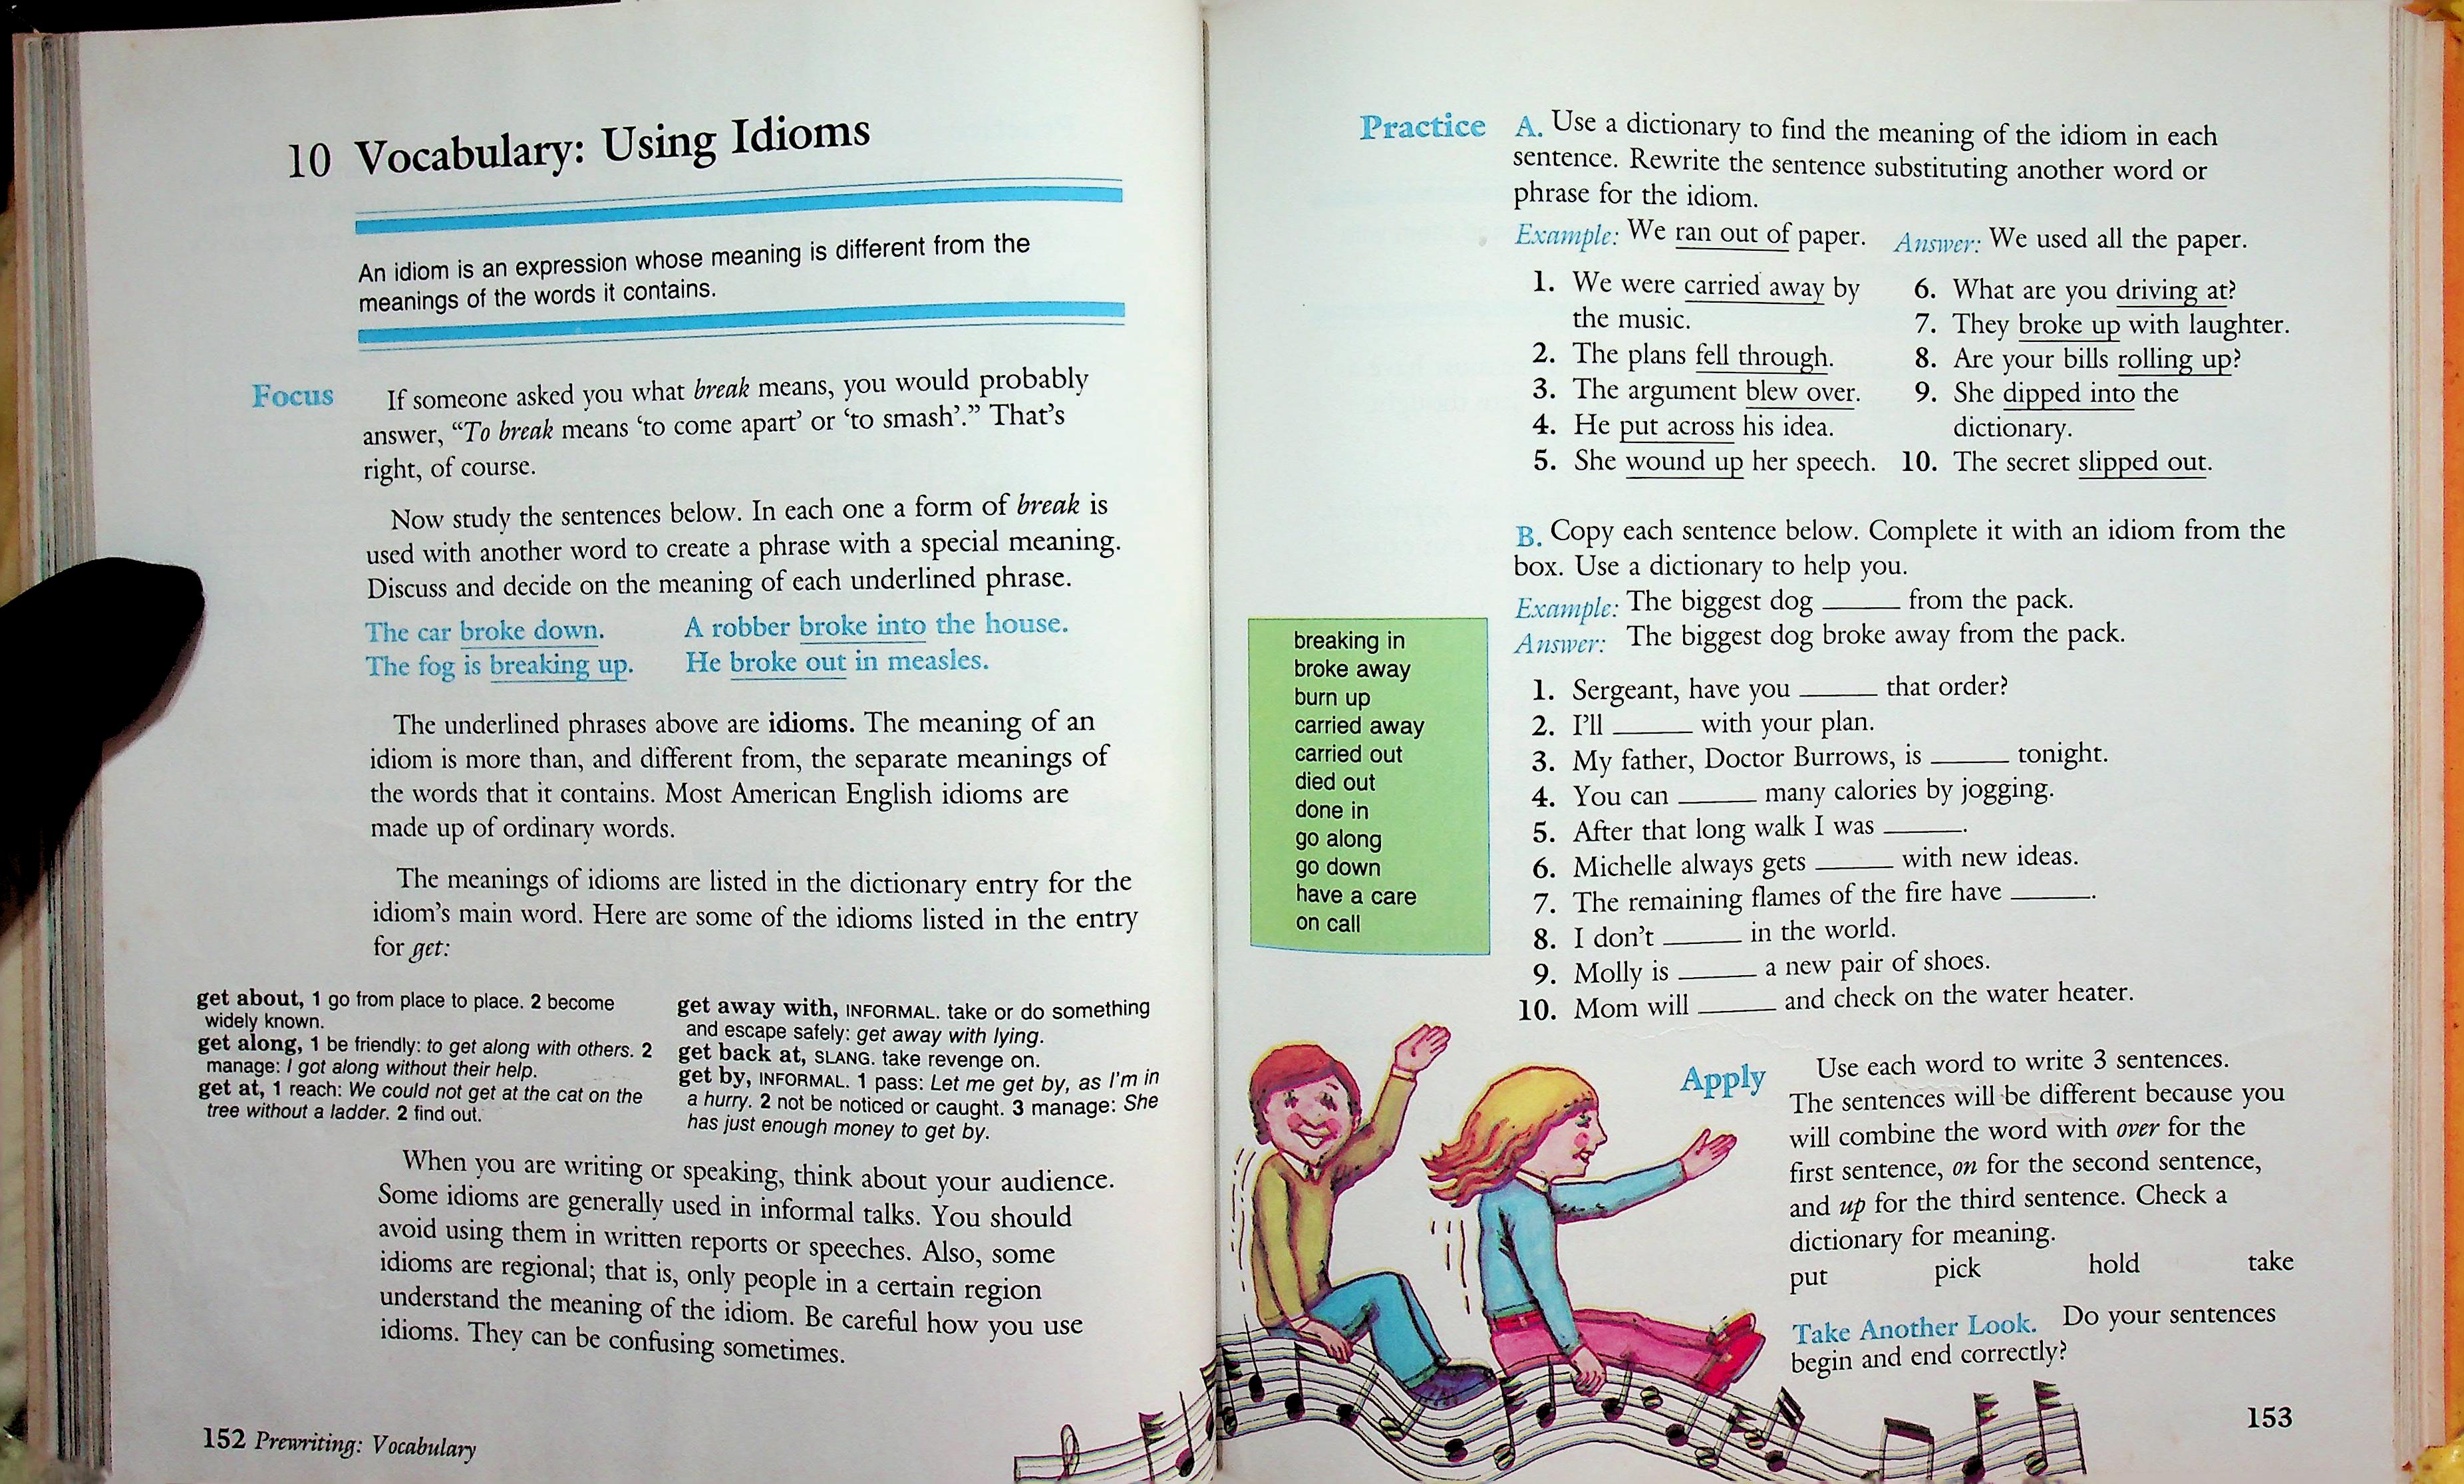 10 Vocabulary: Using Idioms
An idiom is an expression whose meaning is different from the
meanings of the words it contains.
Focus
If someone asked you what break means, you would probably
answer, “To break means ‘to come apart’ or ‘to smash’.” That’s
right, of course.
Now study the sentences below. In each one a form of break is
used with another word to create a phrase with a special meaning.
Discuss and decide on the meaning of each underlined phrase.
The car broke down. A robber broke into the house.
The fog is breaking up. He broke out in measles.
The underlined phrases above are idioms. The meaning of an
idiom is more than, and different from, the separate meanings of
the words that it contains. Most American English idioms are
made up of ordinary words.
The meanings of idioms are listed in the dictionary entry for the
idiom’s main word. Here are some of the idioms listed in the entry
for get:
get about, 1 go from place to place. 2 become
widely known.
get along, 1 be friendly: to get along with others. 2
manage: I got along without their help.
get at, 1 reach: We could not get at the cat on the
tree without a ladder. 2 find out.
get away with, INFORMAL. take or do something
and escape safely: get away with lying.
get back at, SLANG. take revenge on.
get by, INFORMAL. 1 pass: Let me get by, as I’m in
a hurry. 2 not be noticed or caught. 3 manage: She
has just enough money to get by.
When you are writing or speaking, think about your audience.
Some idioms are generally used in informal talks. You should
avoid using them in written reports or speeches. Also, some
idioms are regional; that is, only people in a certain region
understand the meaning of the idiom. Be careful how you use
idioms. They can be confusing sometimes.
152 Prewriting: Vocabulary
Practice
A. Use a dictionary to find the meaning of the idiom in each
sentence. Rewrite the sentence substituting another word or
phrase for the idiom.
Example: We ran out of paper. Answer: We used all the paper.
1. We were carried away by
the music.
2. The plans fell through.
3. The argument blew over.
4. He put across his idea.
5. She wound up her speech.
6. What are you driving at?
7. They broke up with laughter.
8. Are your bills rolling up?
9. She dipped into the
dictionary.
10. The secret slipped out.
B. Copy each sentence below. Complete it with an idiom from the
box. Use a dictionary to help you.
Example: The biggest dog _____ from the pack.
Answer: The biggest dog broke away from the pack.
breaking in
broke away
burn up
carried away
carried out
died out
done in
go along
go down
have a care
on call
1. Sergeant, have you _____ that order?
2. I’ll _____ with your plan.
3. My father, Doctor Burrows, is _____ tonight.
4. You can _____ many calories by jogging.
5. After that long walk I was _____.
6. Michelle always gets _____ with new ideas.
7. The remaining flames of the fire have _____.
8. I don’t _____ in the world.
9. Molly is _____ a new pair of shoes.
10. Mom will _____ and check on the water heater.
Apply
Use each word to write 3 sentences.
The sentences will be different because you
will combine the word with over for the
first sentence, on for the second sentence,
and up for the third sentence. Check a
dictionary for meaning.
put pick hold take
Take Another Look. Do your sentences
begin and end correctly?
153